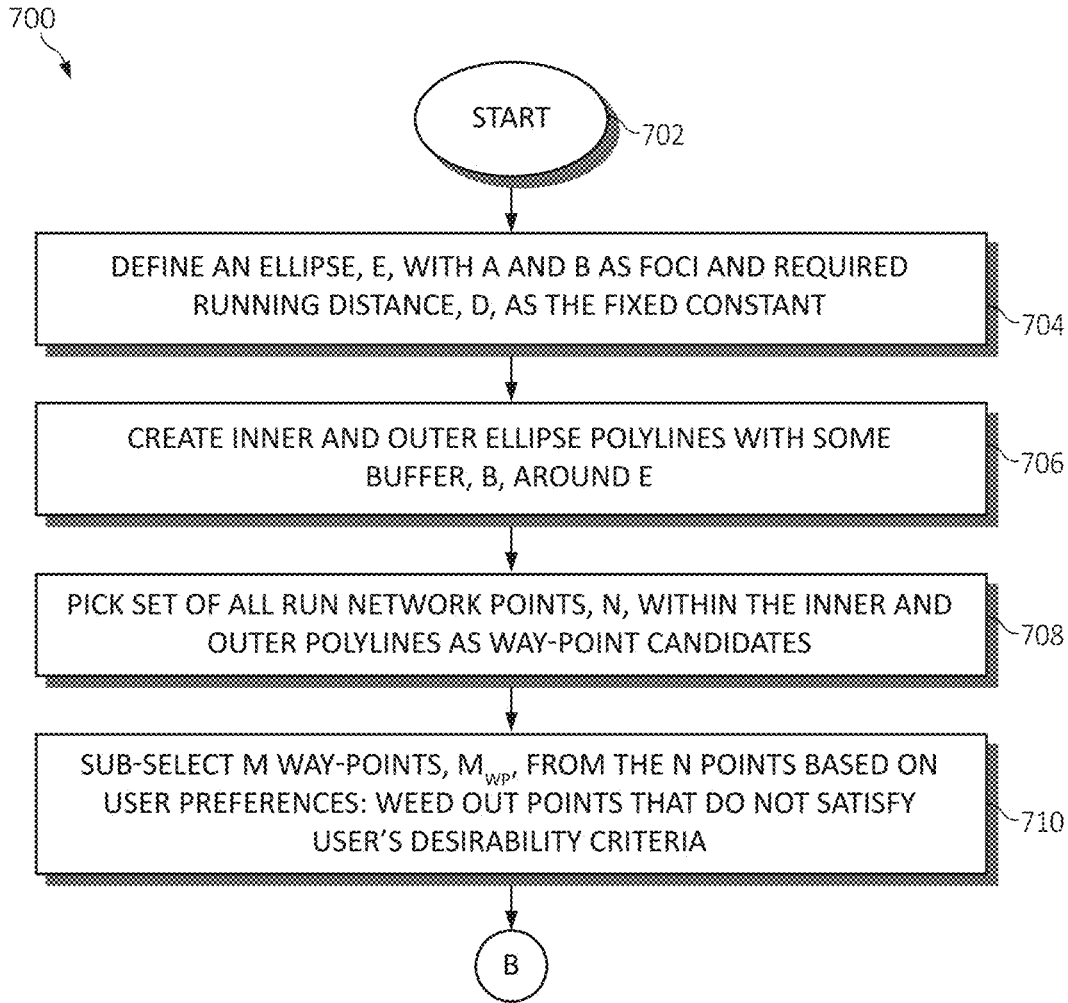 700
START
702
DEFINE AN ELLIPSE, E, WITH A AND B AS FOCI AND REQUIRED
RUNNING DISTANCE, D, AS THE FIXED CONSTANT
704
CREATE INNER AND OUTER ELLIPSE POLYLINES WITH SOME
BUFFER, B, AROUND E
706
PICK SET OF ALL RUN NETWORK POINTS, N, WITHIN THE INNER AND
OUTER POLYLINES AS WAY-POINT CANDIDATES
708
SUB-SELECT M WAY-POINTS, M_WP, FROM THE N POINTS BASED ON
USER PREFERENCES: WEED OUT POINTS THAT DO NOT SATISFY
USER'S DESIRABILITY CRITERIA
710
B